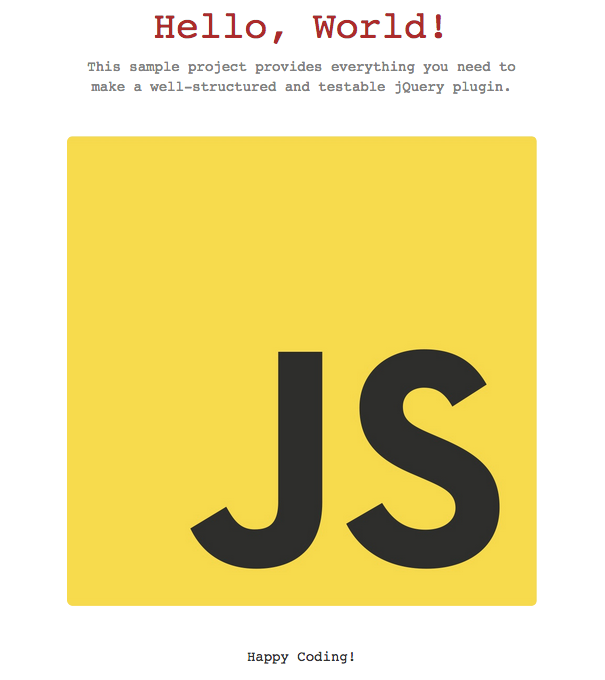 Hello, World!
This sample project provides everything you need to
make a well-structured and testable jQuery plugin.
JS
Happy Coding!